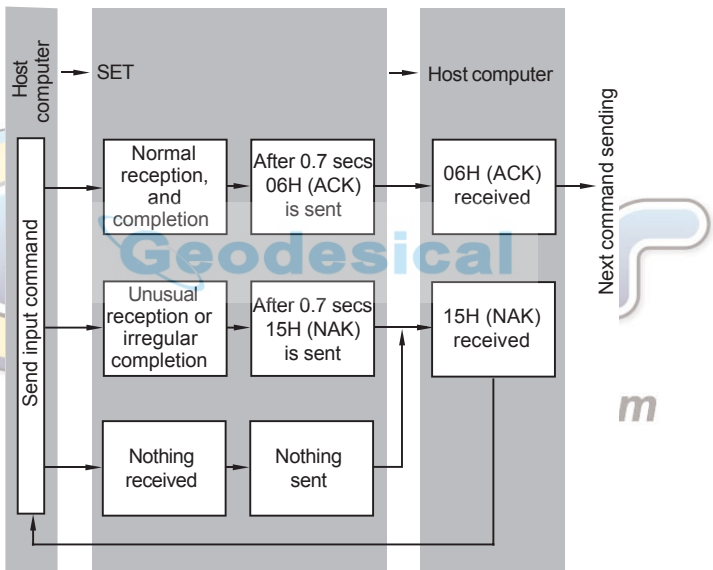 Host
computer
SET
Host computer
Send input command
Normal
reception,
and
completion
After 0.7 secs
06H (ACK)
is sent
06H (ACK)
received
Next command sending
Geodesical
Unusual
reception or
irregular
completion
After 0.7 secs
15H (NAK)
is sent
15H (NAK)
received
m
Nothing
received
Nothing
sent